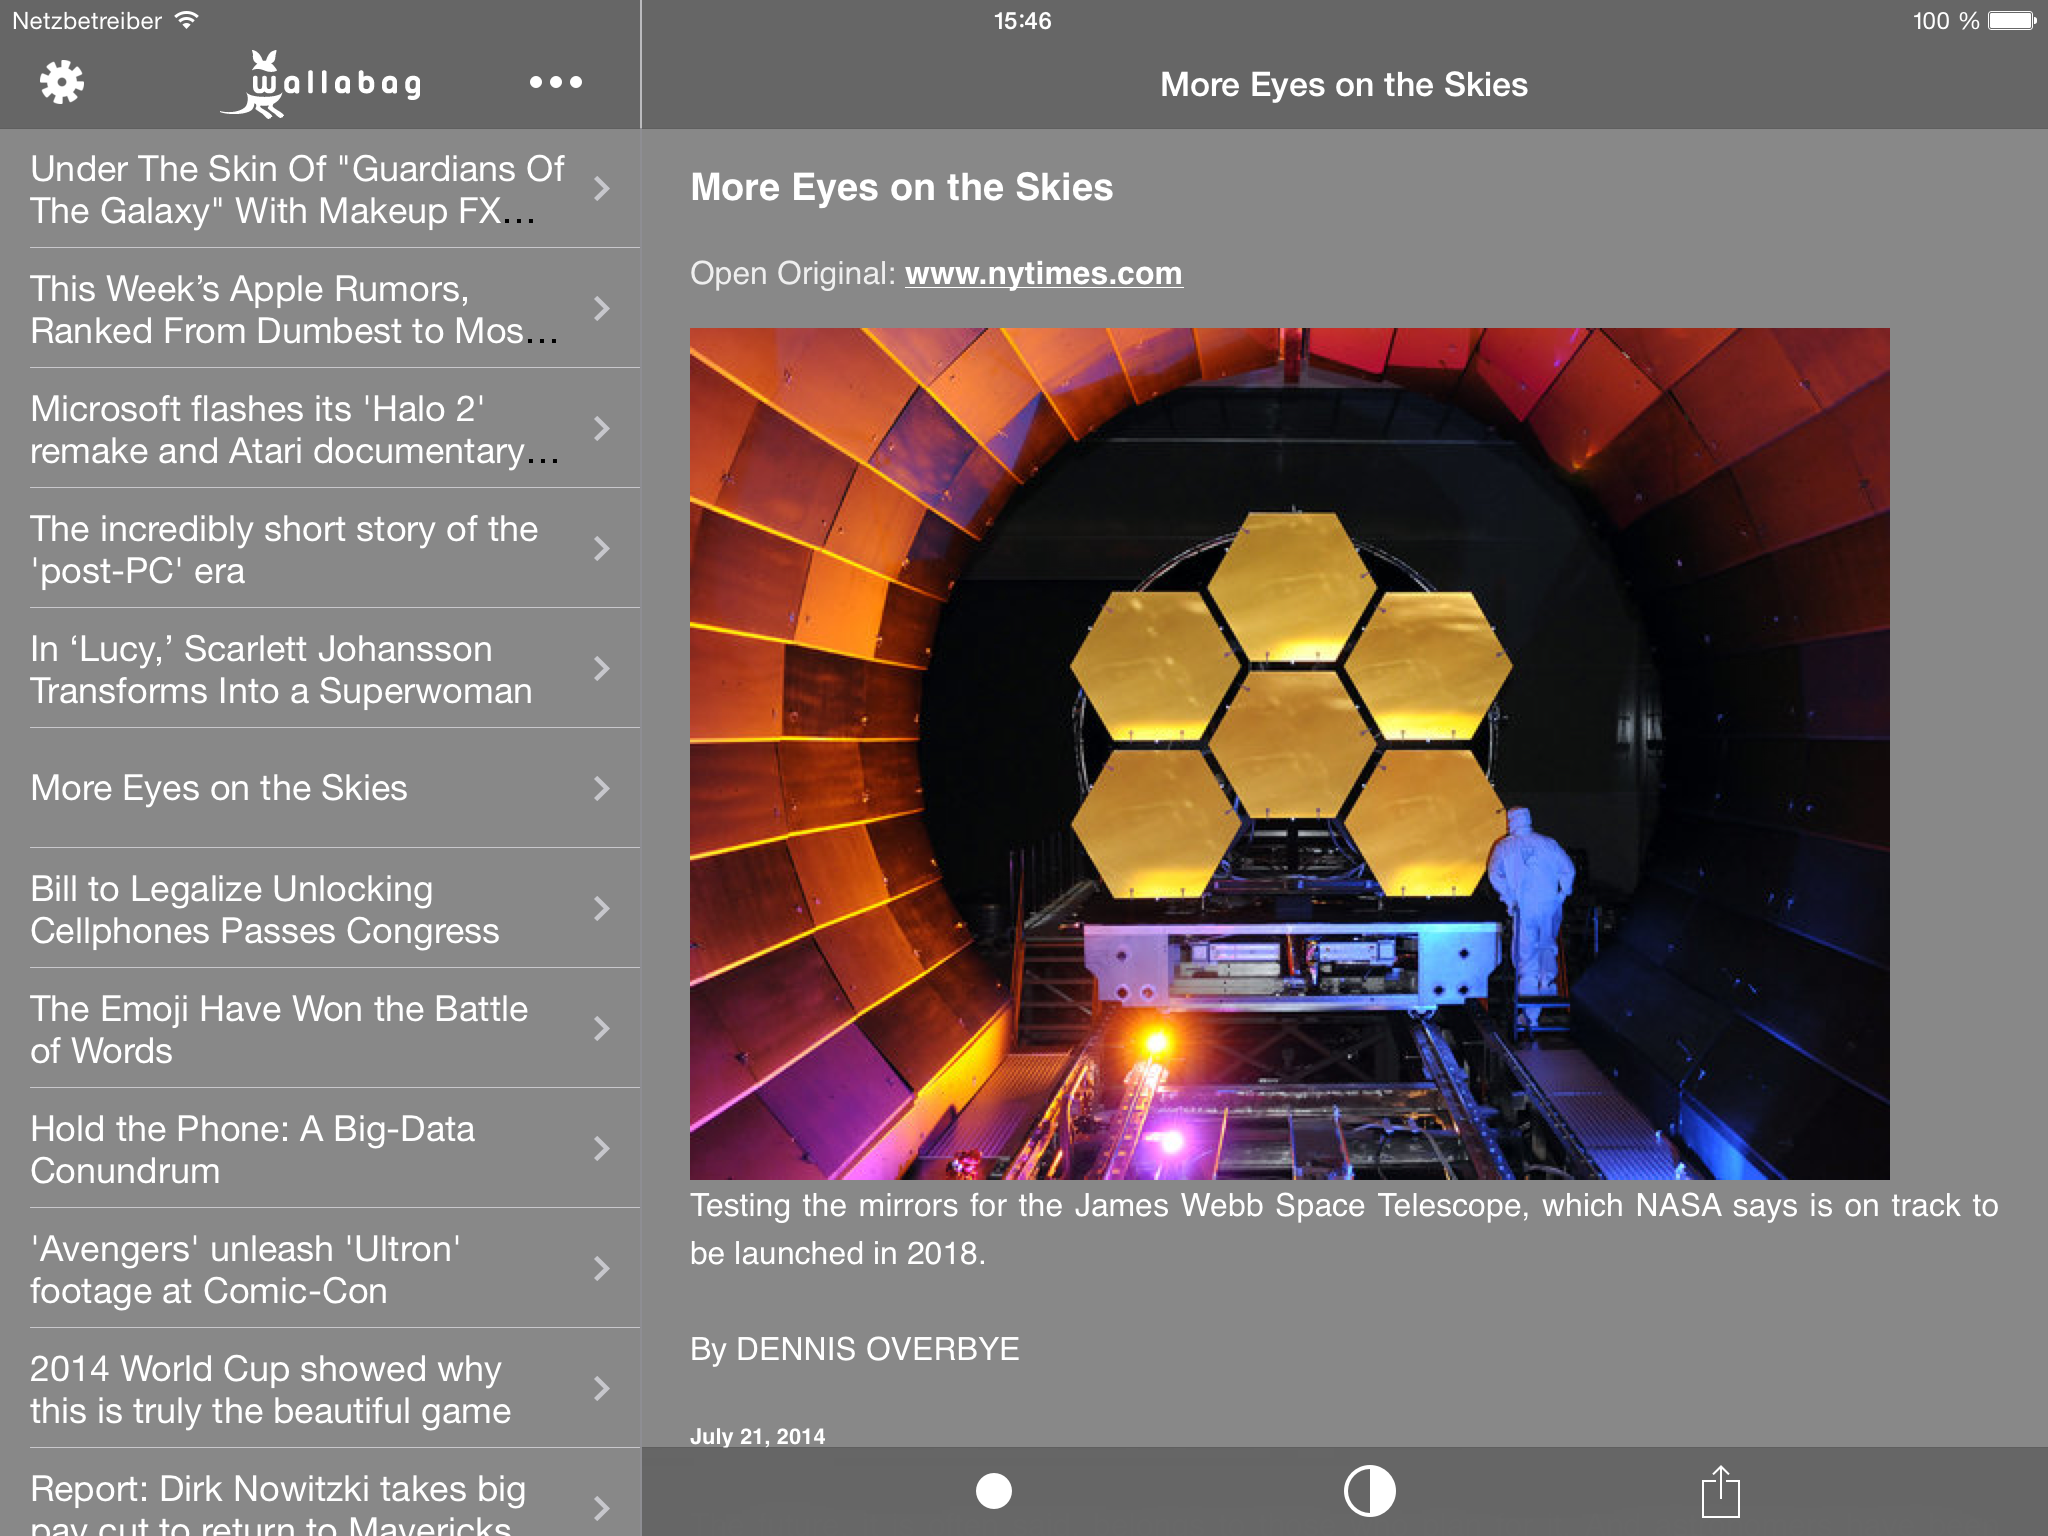 Netzbetreiber
15:46
100 %
wallabag
More Eyes on the Skies
Under The Skin Of "Guardians Of
The Galaxy" With Makeup FX…
This Week’s Apple Rumors,
Ranked From Dumbest to Mos…
Microsoft flashes its 'Halo 2'
remake and Atari documentary…
The incredibly short story of the
'post-PC' era
In ‘Lucy,’ Scarlett Johansson
Transforms Into a Superwoman
More Eyes on the Skies
Bill to Legalize Unlocking
Cellphones Passes Congress
The Emoji Have Won the Battle
of Words
Hold the Phone: A Big-Data
Conundrum
'Avengers' unleash 'Ultron'
footage at Comic-Con
2014 World Cup showed why
this is truly the beautiful game
Report: Dirk Nowitzki takes big
pay cut to return to Mavericks
More Eyes on the Skies
Open Original: www.nytimes.com
Testing the mirrors for the James Webb Space Telescope, which NASA says is on track to
be launched in 2018.
By DENNIS OVERBYE
July 21, 2014